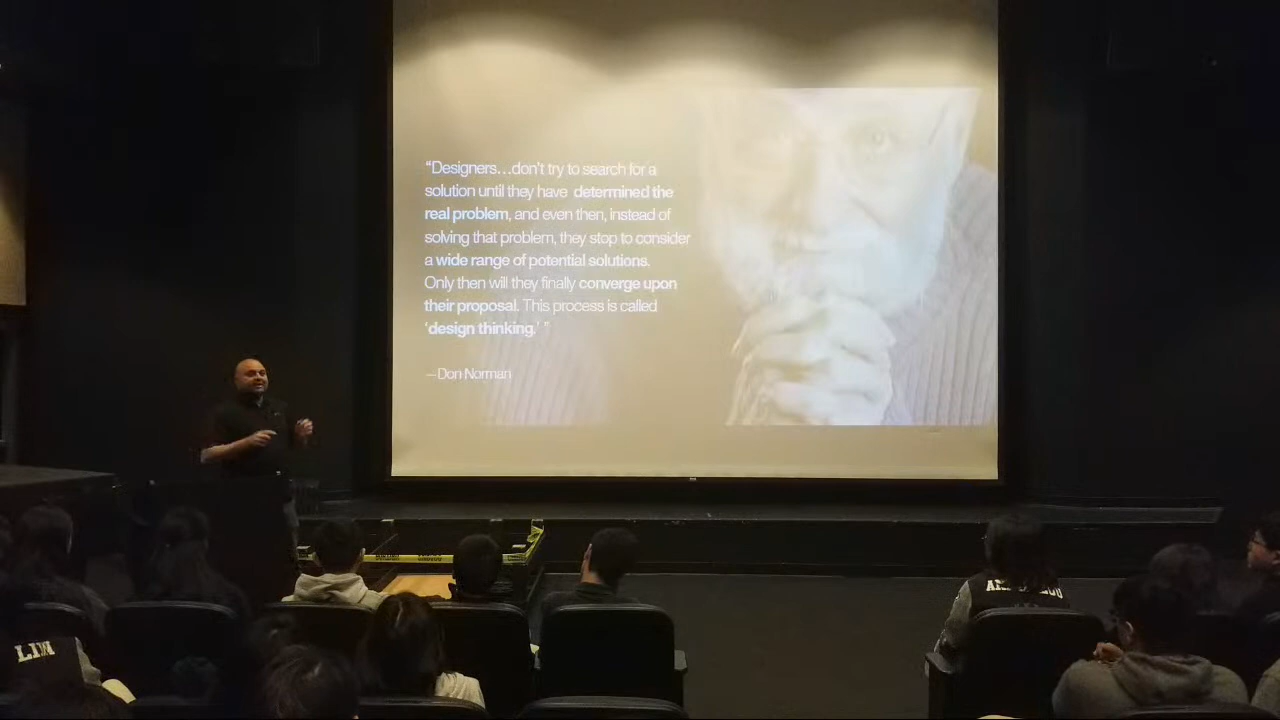 “Designers...don't try to search for a
solution until they have determined the
real problem, and even then, instead of
solving that problem, they stop to consider
a wide range of potential solutions.
Only then will they finally converge upon
their proposal. This process is called
‘design thinking.’ ”
—Don Norman
LIM